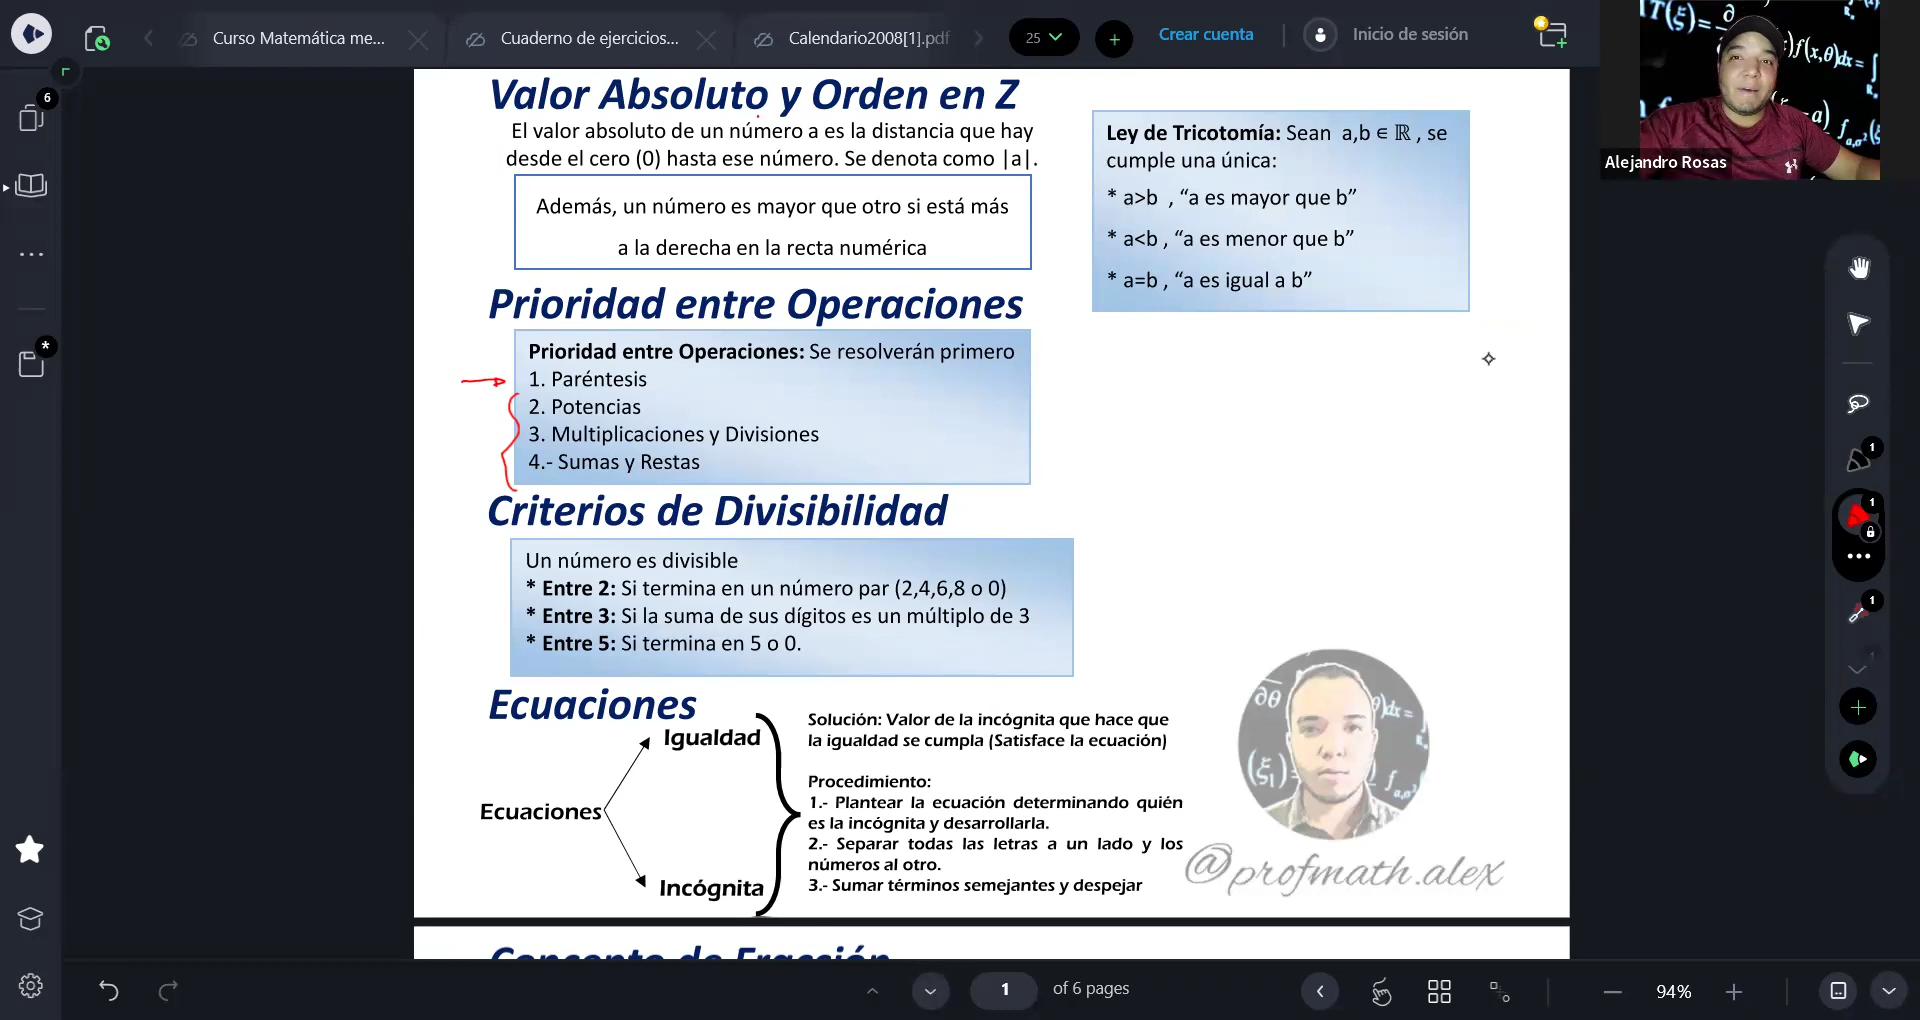 Curso Matemática me...
Cuaderno de ejercicios...
Calendario2008[1].pdf
25
Crear cuenta
Inicio de sesión
6
Valor Absoluto y Orden en Z
El valor absoluto de un número a es la distancia que hay
desde el cero (0) hasta ese número. Se denota como |a|.
Además, un número es mayor que otro si está más
a la derecha en la recta numérica
Ley de Tricotomía: Sean a,b ∈ ℝ , se
cumple una única:
* a>b , “a es mayor que b”
* a<b , “a es menor que b”
* a=b , “a es igual a b”
Alejandro Rosas
Prioridad entre Operaciones
Prioridad entre Operaciones: Se resolverán primero
1. Paréntesis
2. Potencias
3. Multiplicaciones y Divisiones
4.- Sumas y Restas
Criterios de Divisibilidad
Un número es divisible
* Entre 2: Si termina en un número par (2,4,6,8 o 0)
* Entre 3: Si la suma de sus dígitos es un múltiplo de 3
* Entre 5: Si termina en 5 o 0.
Ecuaciones
Ecuaciones
Igualdad
Incógnita
Solución: Valor de la incógnita que hace que
la igualdad se cumpla (Satisface la ecuación)
Procedimiento:
1.- Plantear la ecuación determinando quién
es la incógnita y desarrollarla.
2.- Separar todas las letras a un lado y los
números al otro.
3.- Sumar términos semejantes y despejar
@profmath.alex
Concepto de Fracción
1
1
1
1
of 6 pages
94%